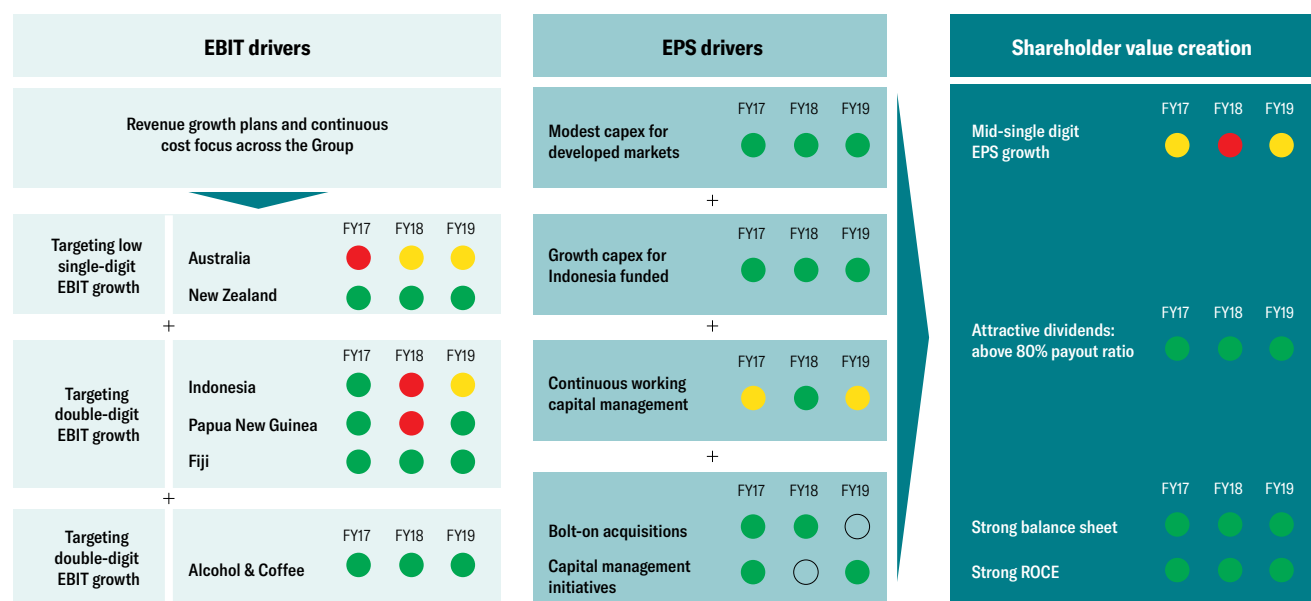 EBIT drivers
Revenue growth plans and continuous
cost focus across the Group
Targeting low
single-digit
EBIT growth
FY17 FY18 FY19
Australia
New Zealand
+
Targeting
double-digit
EBIT growth
FY17 FY18 FY19
Indonesia
Papua New Guinea
Fiji
+
Targeting
double-digit
EBIT growth
FY17 FY18 FY19
Alcohol & Coffee
EPS drivers
FY17 FY18 FY19
Modest capex for
developed markets
+
FY17 FY18 FY19
Growth capex for
Indonesia funded
+
FY17 FY18 FY19
Continuous working
capital management
+
FY17 FY18 FY19
Bolt-on acquisitions
Capital management
initiatives
Shareholder value creation
FY17 FY18 FY19
Mid-single digit
EPS growth
FY17 FY18 FY19
Attractive dividends:
above 80% payout ratio
FY17 FY18 FY19
Strong balance sheet
Strong ROCE